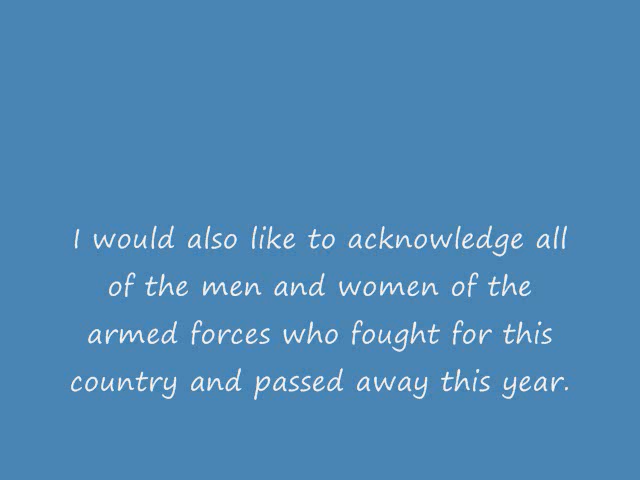 I would also like to acknowledge all
of the men and women of the
armed forces who fought for this
country and passed away this year.